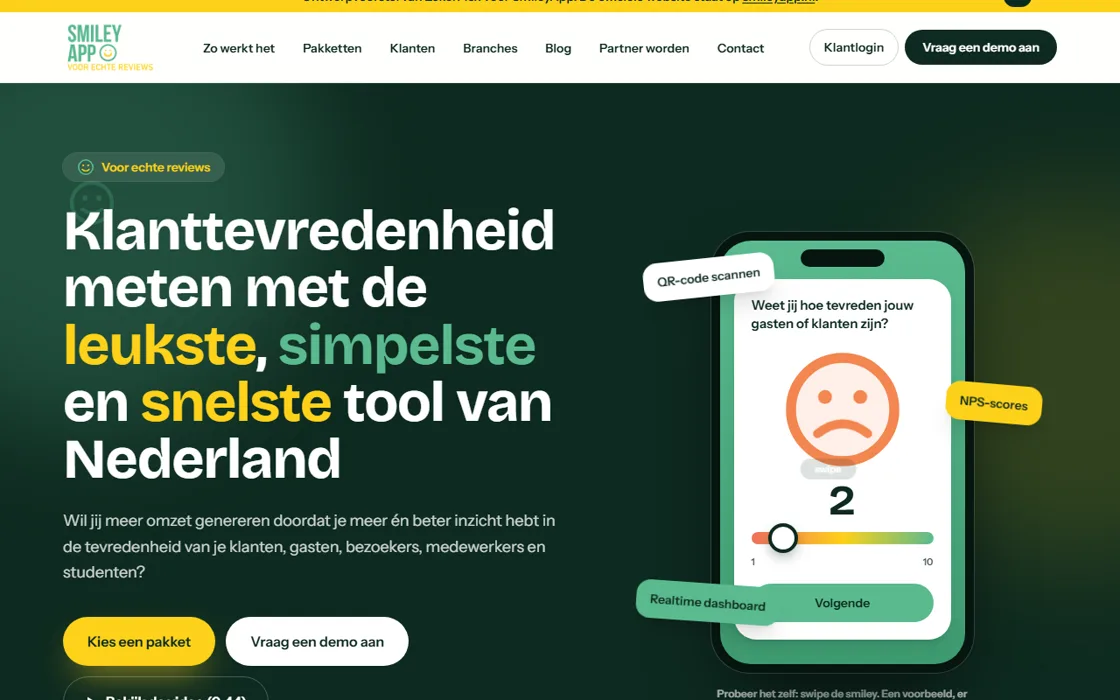 SMILEY
APP
VOOR ECHTE REVIEWS
Zo werkt het
Pakketten
Klanten
Branches
Blog
Partner worden
Contact
Klantlogin
Vraag een demo aan
Voor echte reviews
Klanttevredenheid
meten met de
leukste, simpelste
en snelste tool van
Nederland
Wil jij meer omzet genereren doordat je meer én beter inzicht hebt in
de tevredenheid van je klanten, gasten, bezoekers, medewerkers en
studenten?
Kies een pakket
Vraag een demo aan
QR-code scannen
Weet jij hoe tevreden jouw
gasten of klanten zijn?
NPS-scores
2
1
10
Realtime dashboard
Volgende
Probeer het zelf: swipe de smiley. Een voorbeeld, er